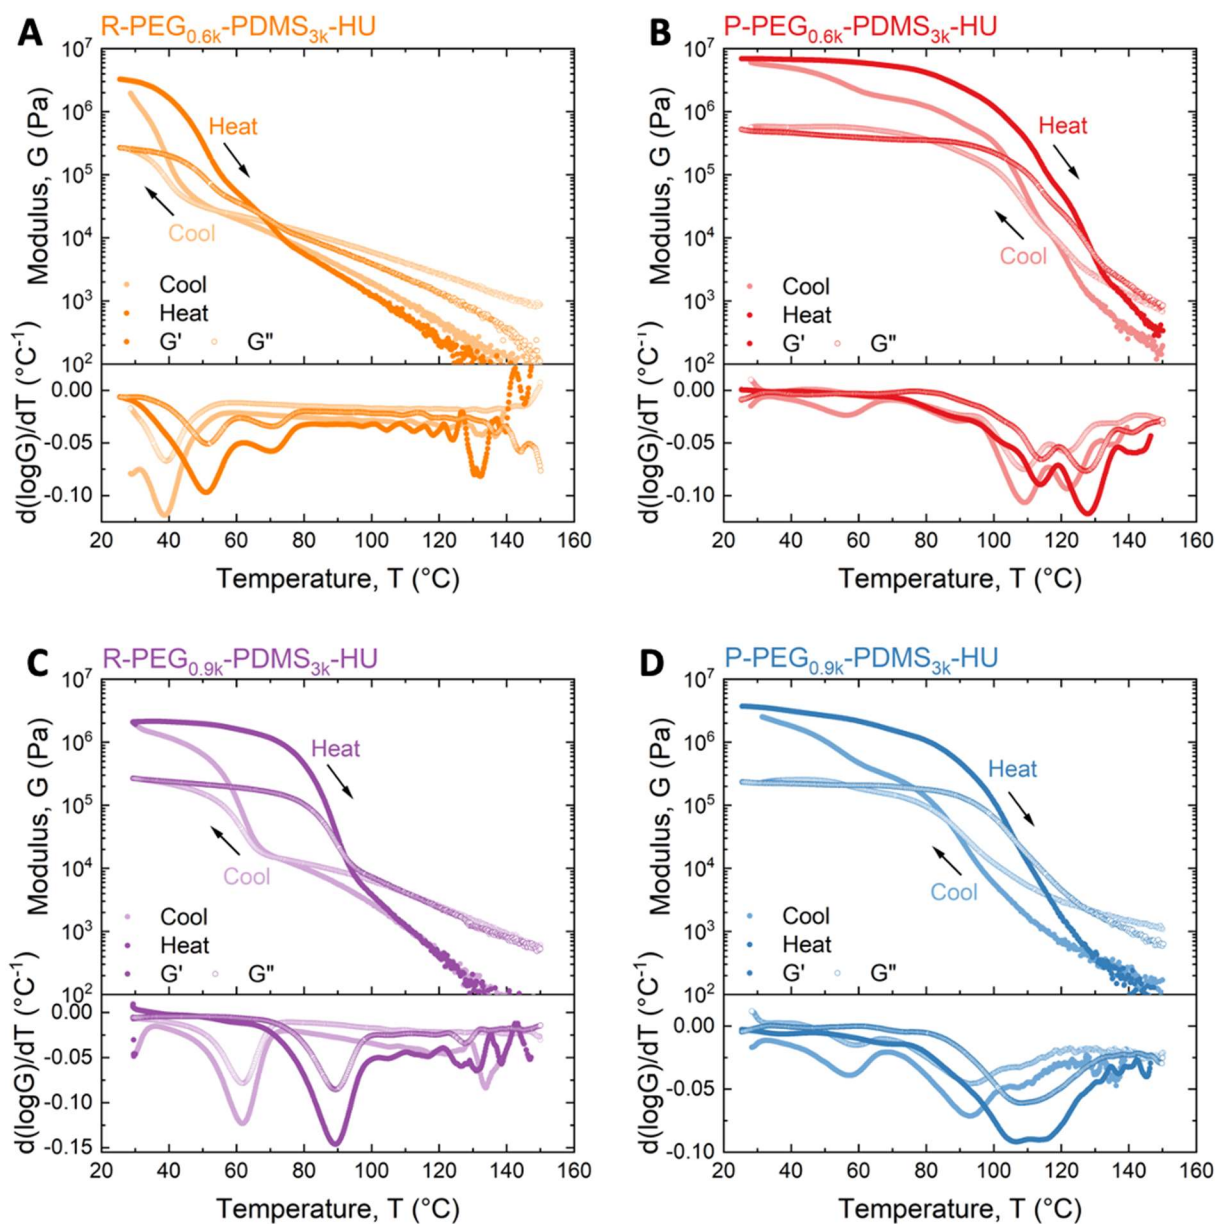 A R-PEG0.6k-PDMS3k-HU
10^7
10^6
10^5
10^4
10^3
10^2
Modulus, G (Pa)
Heat
Cool
Cool
Heat
G' G"
0.00
-0.05
-0.10
d(logG)/dT (°C^-1)
20 40 60 80 100 120 140 160
Temperature, T (°C)
B P-PEG0.6k-PDMS3k-HU
10^7
10^6
10^5
10^4
10^3
10^2
Modulus, G (Pa)
Heat
Cool
Cool
Heat
G' G"
0.00
-0.05
-0.10
d(logG)/dT (°C^-1)
20 40 60 80 100 120 140 160
Temperature, T (°C)
C R-PEG0.9k-PDMS3k-HU
10^7
10^6
10^5
10^4
10^3
10^2
Modulus, G (Pa)
Heat
Cool
Cool
Heat
G' G"
0.00
-0.05
-0.10
-0.15
d(logG)/dT (°C^-1)
20 40 60 80 100 120 140 160
Temperature, T (°C)
D P-PEG0.9k-PDMS3k-HU
10^7
10^6
10^5
10^4
10^3
10^2
Modulus, G (Pa)
Heat
Cool
Cool
Heat
G' G"
0.00
-0.05
-0.10
d(logG)/dT (°C^-1)
20 40 60 80 100 120 140 160
Temperature, T (°C)